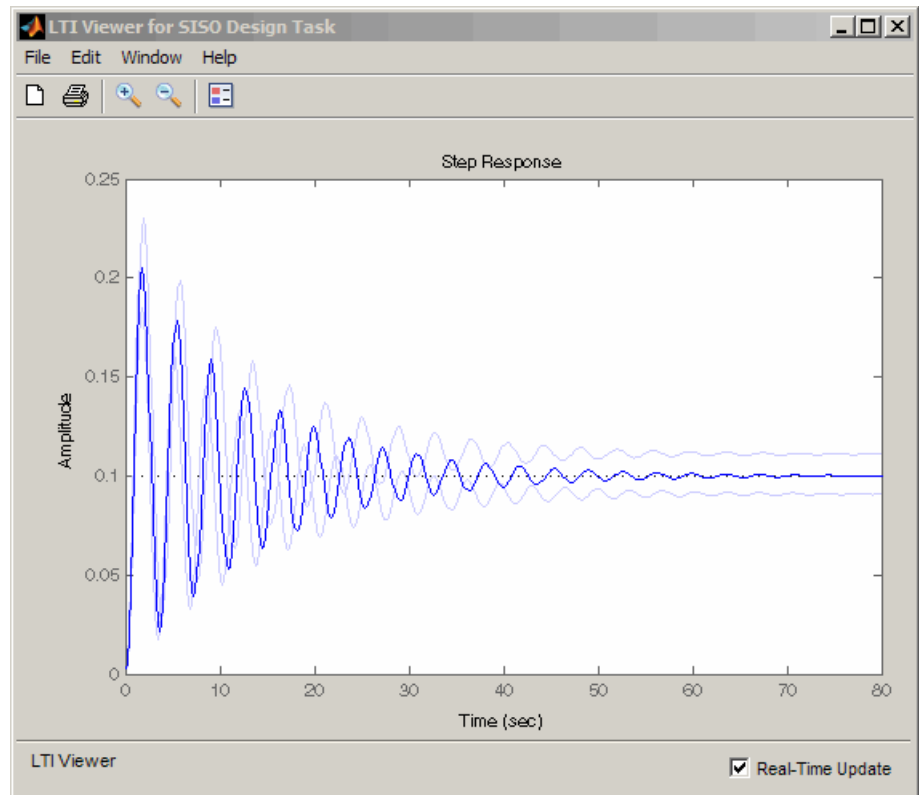 LTI Viewer for SISO Design Task
File Edit Window Help
Step Response
Amplitude
0.25
0.2
0.15
0.1
0.05
0
0 10 20 30 40 50 60 70 80
Time (sec)
LTI Viewer
Real-Time Update